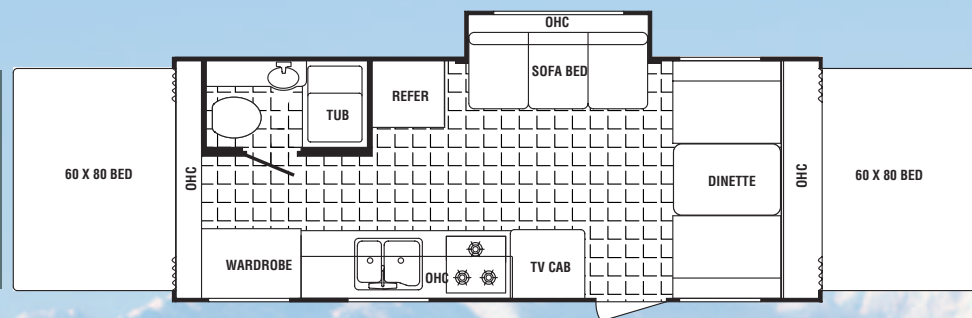 OHC
SOFA BED
REFER
TUB
60 X 80 BED
OHC
DINETTE
OHC
60 X 80 BED
WARDROBE
OHC
TV CAB